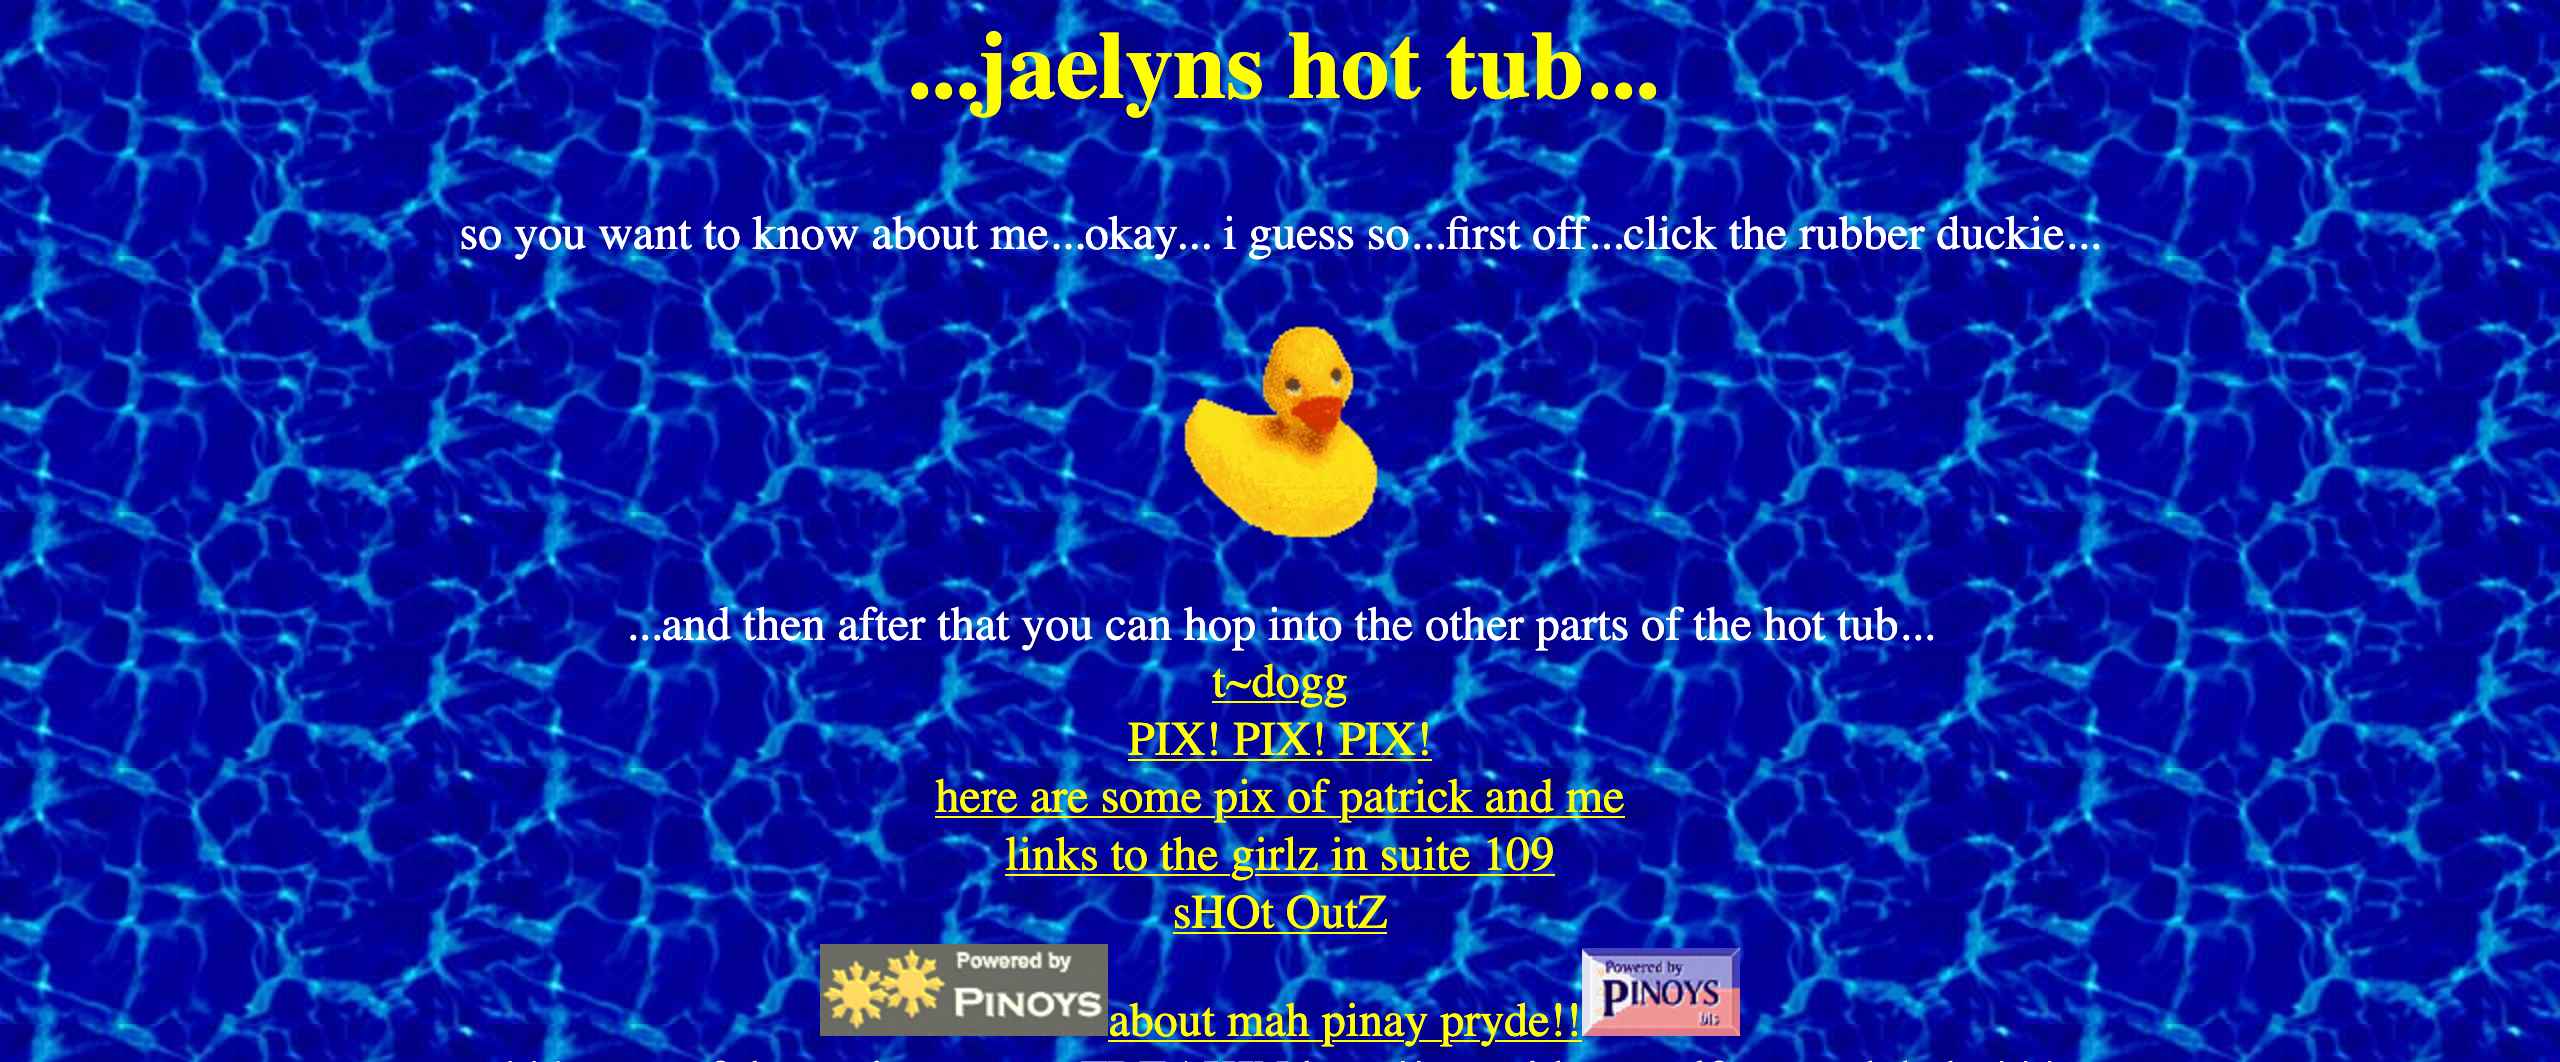 ...jaelyns hot tub...
so you want to know about me...okay... i guess so...first off...click the rubber duckie...
...and then after that you can hop into the other parts of the hot tub...
t~dogg
PIX! PIX! PIX!
here are some pix of patrick and me
links to the girlz in suite 109
sHOt OutZ
Powered by
PINOYS
about mah pinay pryde!!
Powered by
PINOYS